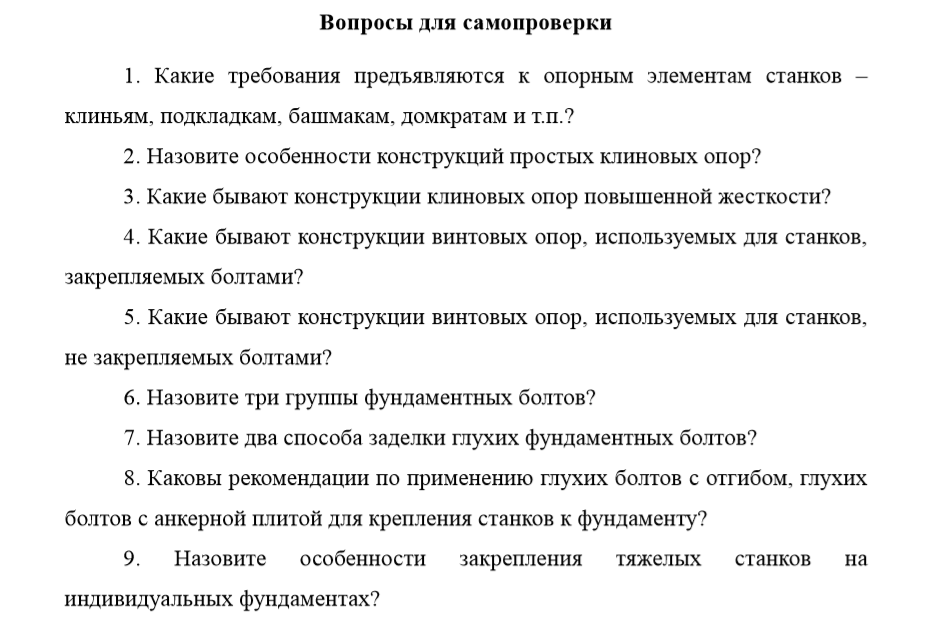 Вопросы для самопроверки
1. Какие требования предъявляются к опорным элементам станков –
клиньям, подкладкам, башмакам, домкратам и т.п.?
2. Назовите особенности конструкций простых клиновых опор?
3. Какие бывают конструкции клиновых опор повышенной жесткости?
4. Какие бывают конструкции винтовых опор, используемых для станков,
закрепляемых болтами?
5. Какие бывают конструкции винтовых опор, используемых для станков,
не закрепляемых болтами?
6. Назовите три группы фундаментных болтов?
7. Назовите два способа заделки глухих фундаментных болтов?
8. Каковы рекомендации по применению глухих болтов с отгибом, глухих
болтов с анкерной плитой для крепления станков к фундаменту?
9. Назовите особенности закрепления тяжелых станков на
индивидуальных фундаментах?